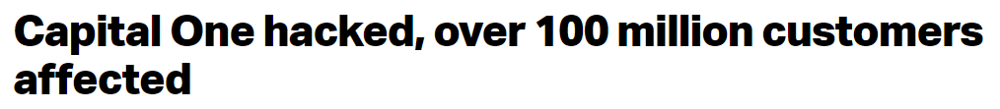 Capital One hacked, over 100 million customers
affected